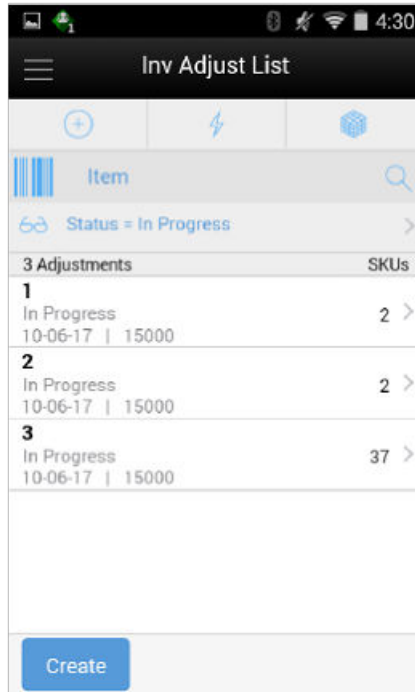 1 4:30
Inv Adjust List
Item
Status = In Progress
3 Adjustments SKUs
1
In Progress 2
10-06-17 | 15000
2
In Progress 2
10-06-17 | 15000
3
In Progress 37
10-06-17 | 15000
Create